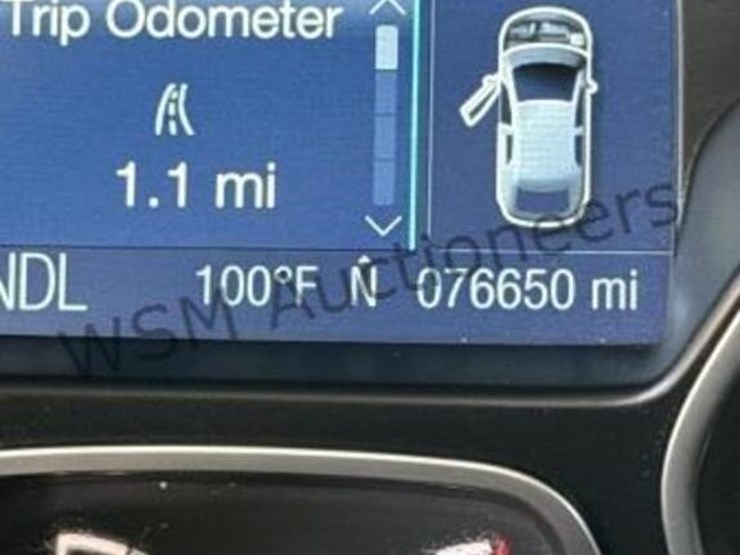 Trip Odometer
1.1 mi
NDL 100°F N 076650 mi
WSM Auctioneers